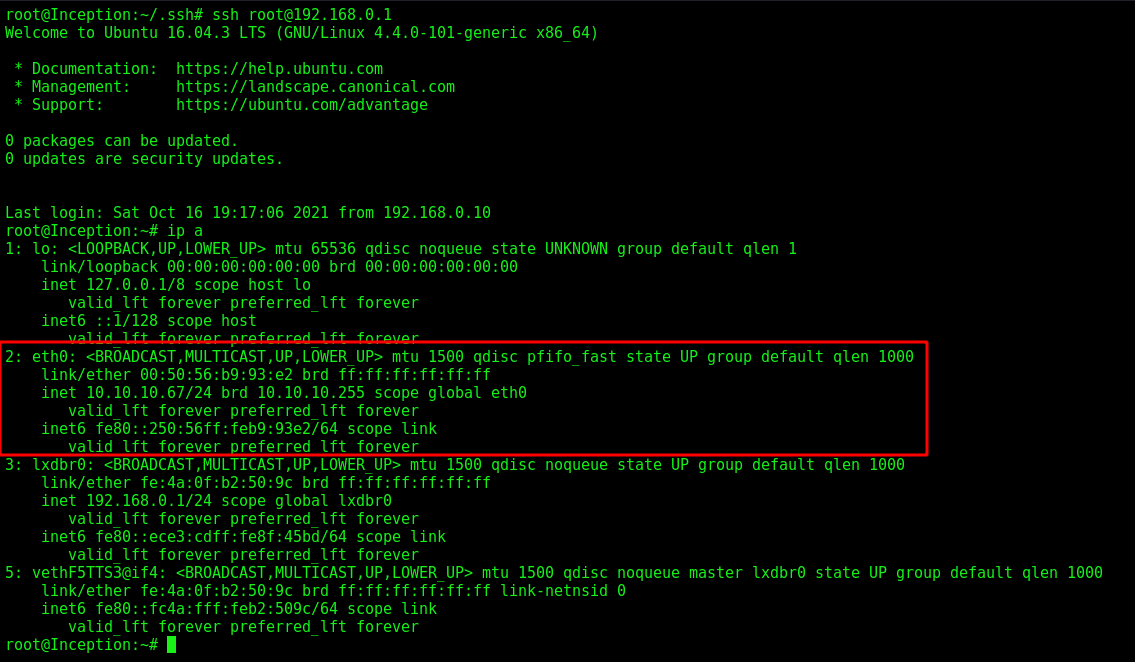 root@Inception:~/.ssh# ssh root@192.168.0.1
Welcome to Ubuntu 16.04.3 LTS (GNU/Linux 4.4.0-101-generic x86_64)
 * Documentation:  https://help.ubuntu.com
 * Management:     https://landscape.canonical.com
 * Support:        https://ubuntu.com/advantage
0 packages can be updated.
0 updates are security updates.
Last login: Sat Oct 16 19:17:06 2021 from 192.168.0.10
root@Inception:~# ip a
1: lo: <LOOPBACK,UP,LOWER_UP> mtu 65536 qdisc noqueue state UNKNOWN group default qlen 1
    link/loopback 00:00:00:00:00:00 brd 00:00:00:00:00:00
    inet 127.0.0.1/8 scope host lo
       valid_lft forever preferred_lft forever
    inet6 ::1/128 scope host
       valid_lft forever preferred_lft forever
2: eth0: <BROADCAST,MULTICAST,UP,LOWER_UP> mtu 1500 qdisc pfifo_fast state UP group default qlen 1000
    link/ether 00:50:56:b9:93:e2 brd ff:ff:ff:ff:ff:ff
    inet 10.10.10.67/24 brd 10.10.10.255 scope global eth0
       valid_lft forever preferred_lft forever
    inet6 fe80::250:56ff:feb9:93e2/64 scope link
       valid_lft forever preferred_lft forever
3: lxdbr0: <BROADCAST,MULTICAST,UP,LOWER_UP> mtu 1500 qdisc noqueue state UP group default qlen 1000
    link/ether fe:4a:0f:b2:50:9c brd ff:ff:ff:ff:ff:ff
    inet 192.168.0.1/24 scope global lxdbr0
       valid_lft forever preferred_lft forever
    inet6 fe80::ece3:cdff:fe8f:45bd/64 scope link
       valid_lft forever preferred_lft forever
5: vethF5TTS3@if4: <BROADCAST,MULTICAST,UP,LOWER_UP> mtu 1500 qdisc noqueue master lxdbr0 state UP group default qlen 1000
    link/ether fe:4a:0f:b2:50:9c brd ff:ff:ff:ff:ff:ff link-netnsid 0
    inet6 fe80::fc4a:fff:feb2:509c/64 scope link
       valid_lft forever preferred_lft forever
root@Inception:~#